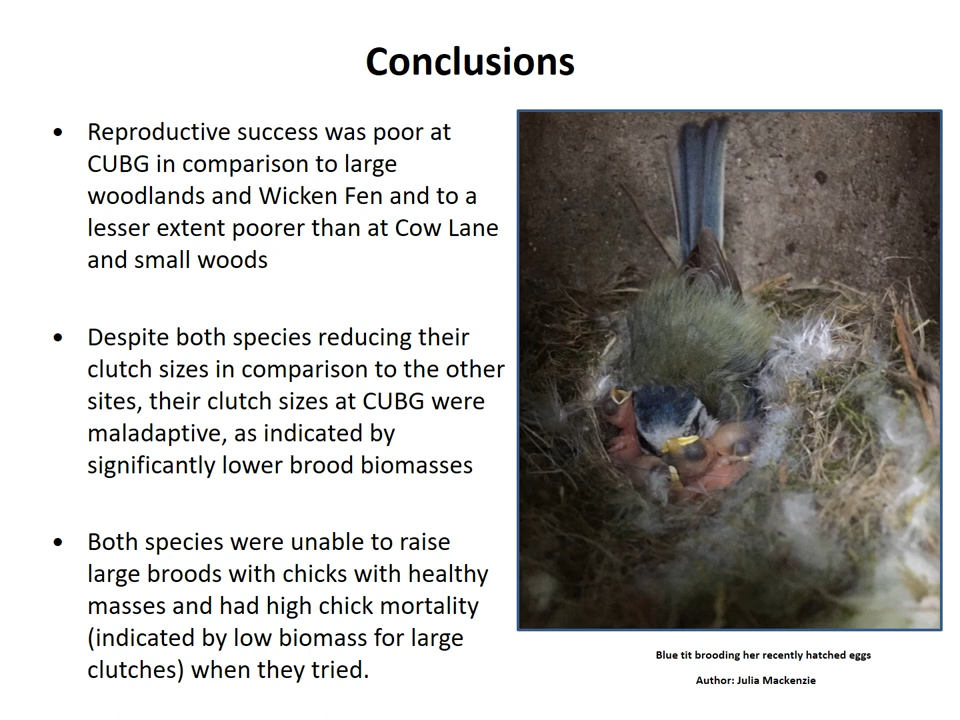 Conclusions
• Reproductive success was poor at
CUBG in comparison to large
woodlands and Wicken Fen and to a
lesser extent poorer than at Cow Lane
and small woods
• Despite both species reducing their
clutch sizes in comparison to the other
sites, their clutch sizes at CUBG were
maladaptive, as indicated by
significantly lower brood biomasses
• Both species were unable to raise
large broods with chicks with healthy
masses and had high chick mortality
(indicated by low biomass for large
clutches) when they tried.
Blue tit brooding her recently hatched eggs
Author: Julia Mackenzie